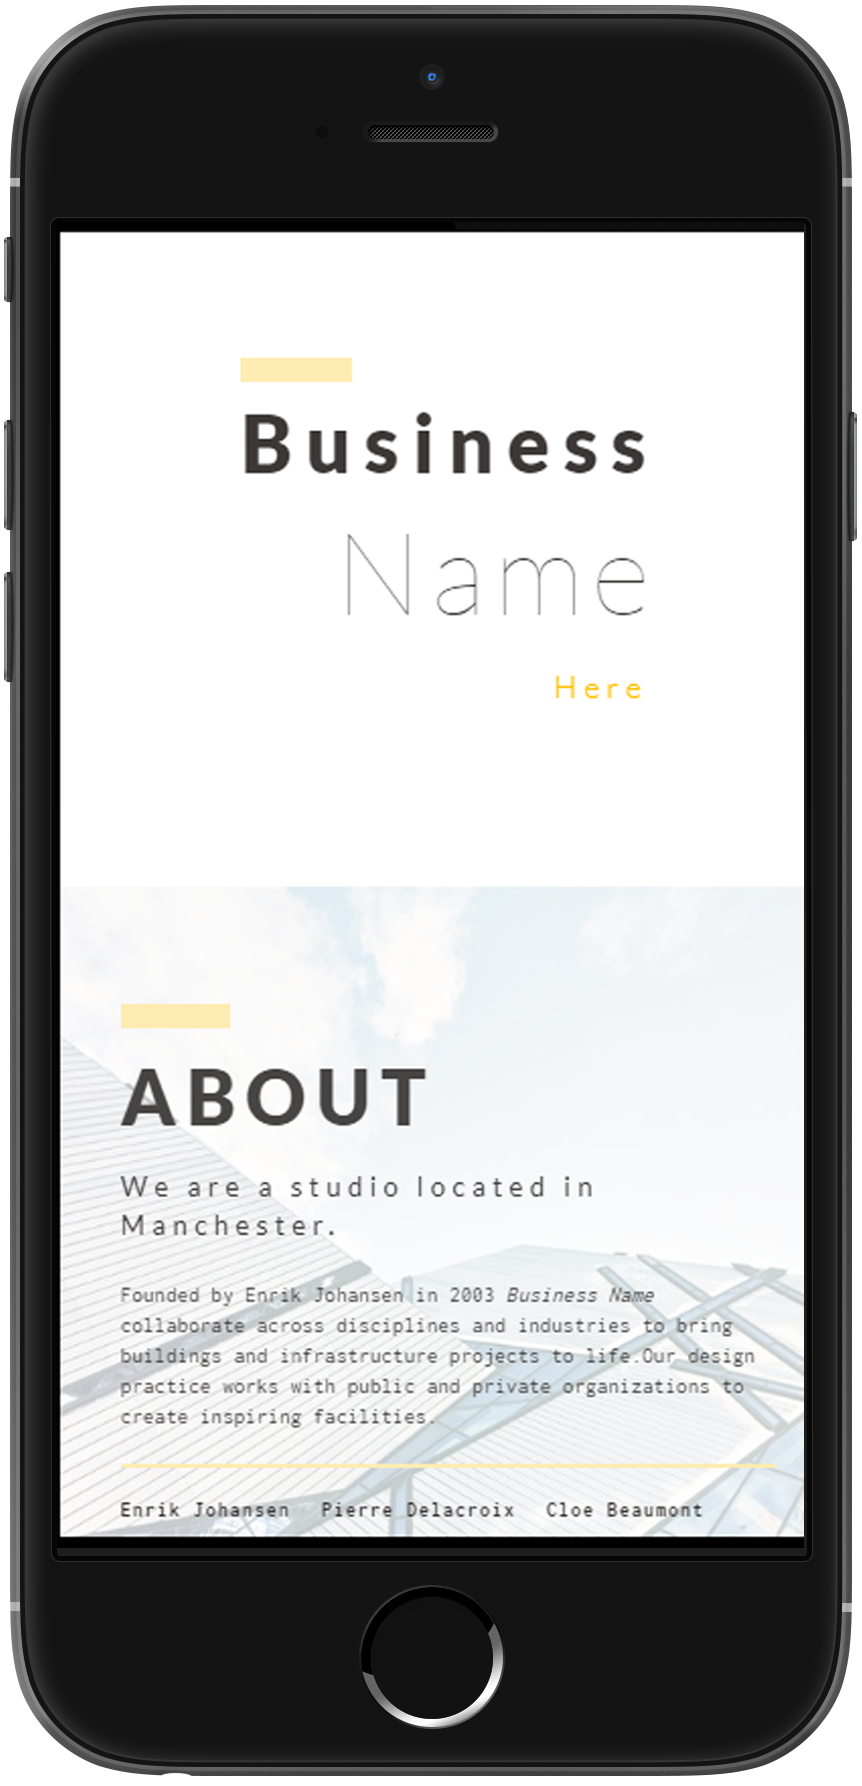 Business
Name
Here
ABOUT
We are a studio located in
Manchester.
Founded by Enrik Johansen in 2003 Business Name
collaborate across disciplines and industries to bring
buildings and infrastructure projects to life.Our design
practice works with public and private organizations to
create inspiring facilities.
Enrik Johansen Pierre Delacroix Cloe Beaumont